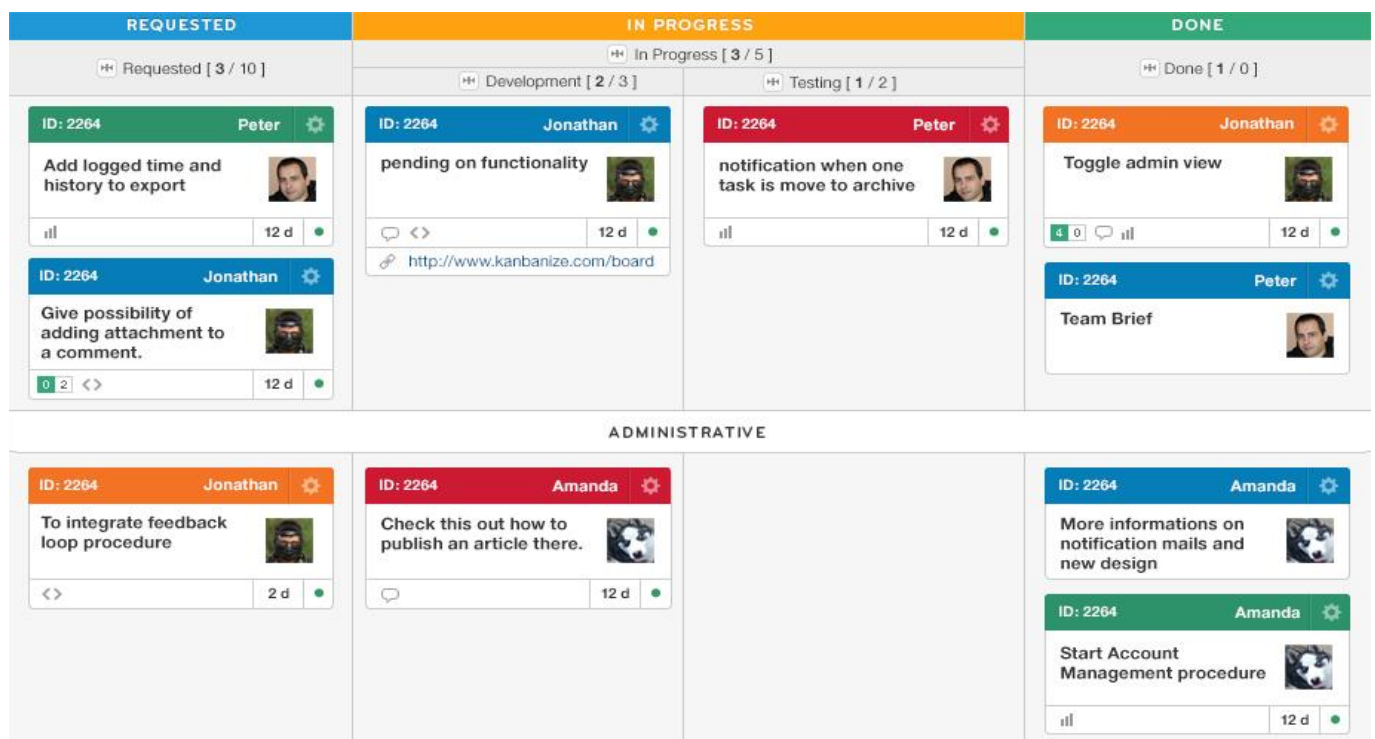 REQUESTED
IN PROGRESS
DONE
Requested [ 3 / 10 ]
In Progress [ 3 / 5 ]
Development [ 2 / 3 ]
Testing [ 1 / 2 ]
Done [ 1 / 0 ]
ID: 2264 Peter
Add logged time and
history to export
12 d
ID: 2264 Jonathan
Give possibility of
adding attachment to
a comment.
0 2
12 d
ID: 2264 Jonathan
pending on functionality
12 d
http://www.kanbanize.com/board
ID: 2264 Peter
notification when one
task is move to archive
12 d
ID: 2264 Jonathan
Toggle admin view
4 0
12 d
ID: 2264 Peter
Team Brief
ADMINISTRATIVE
ID: 2264 Jonathan
To integrate feedback
loop procedure
2 d
ID: 2264 Amanda
Check this out how to
publish an article there.
12 d
ID: 2264 Amanda
More informations on
notification mails and
new design
ID: 2264 Amanda
Start Account
Management procedure
12 d